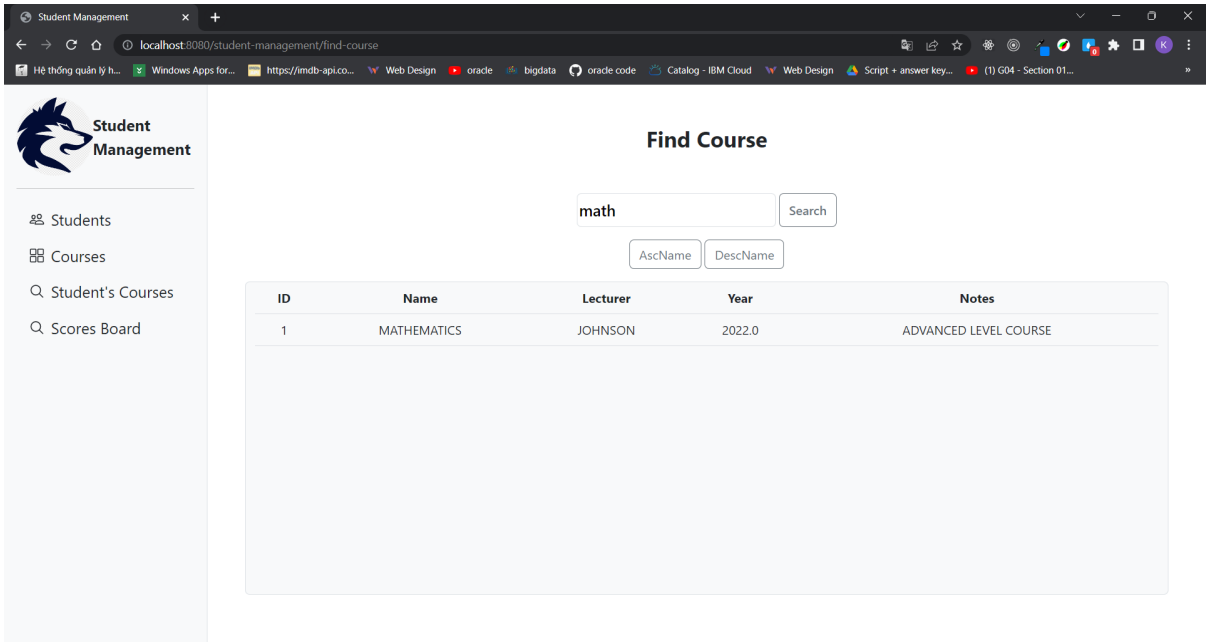 Student Management
localhost:8080/student-management/find-course
K
Hệ thống quản lý h... Windows Apps for... https://imdb-api.co... Web Design oracle bigdata oracle code Catalog - IBM Cloud Web Design Script + answer key... (1) G04 - Section 01... »
Student
Management
Students
Courses
Student's Courses
Scores Board
Find Course
math Search
AscName DescName
ID Name Lecturer Year Notes
1 MATHEMATICS JOHNSON 2022.0 ADVANCED LEVEL COURSE